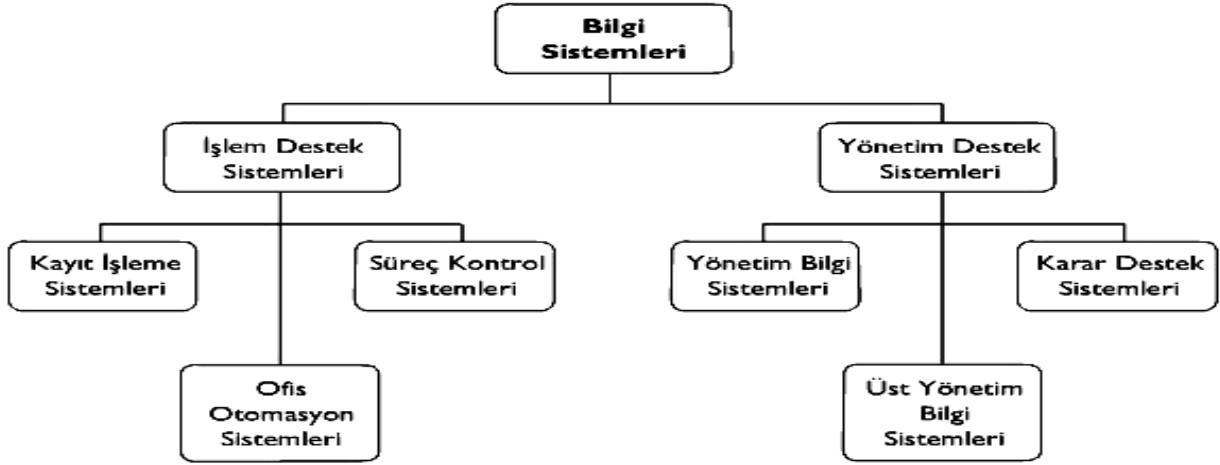 Bilgi
Sistemleri
İşlem Destek
Sistemleri
Yönetim Destek
Sistemleri
Kayıt İşleme
Sistemleri
Süreç Kontrol
Sistemleri
Yönetim Bilgi
Sistemleri
Karar Destek
Sistemleri
Ofis
Otomasyon
Sistemleri
Üst Yönetim
Bilgi
Sistemleri